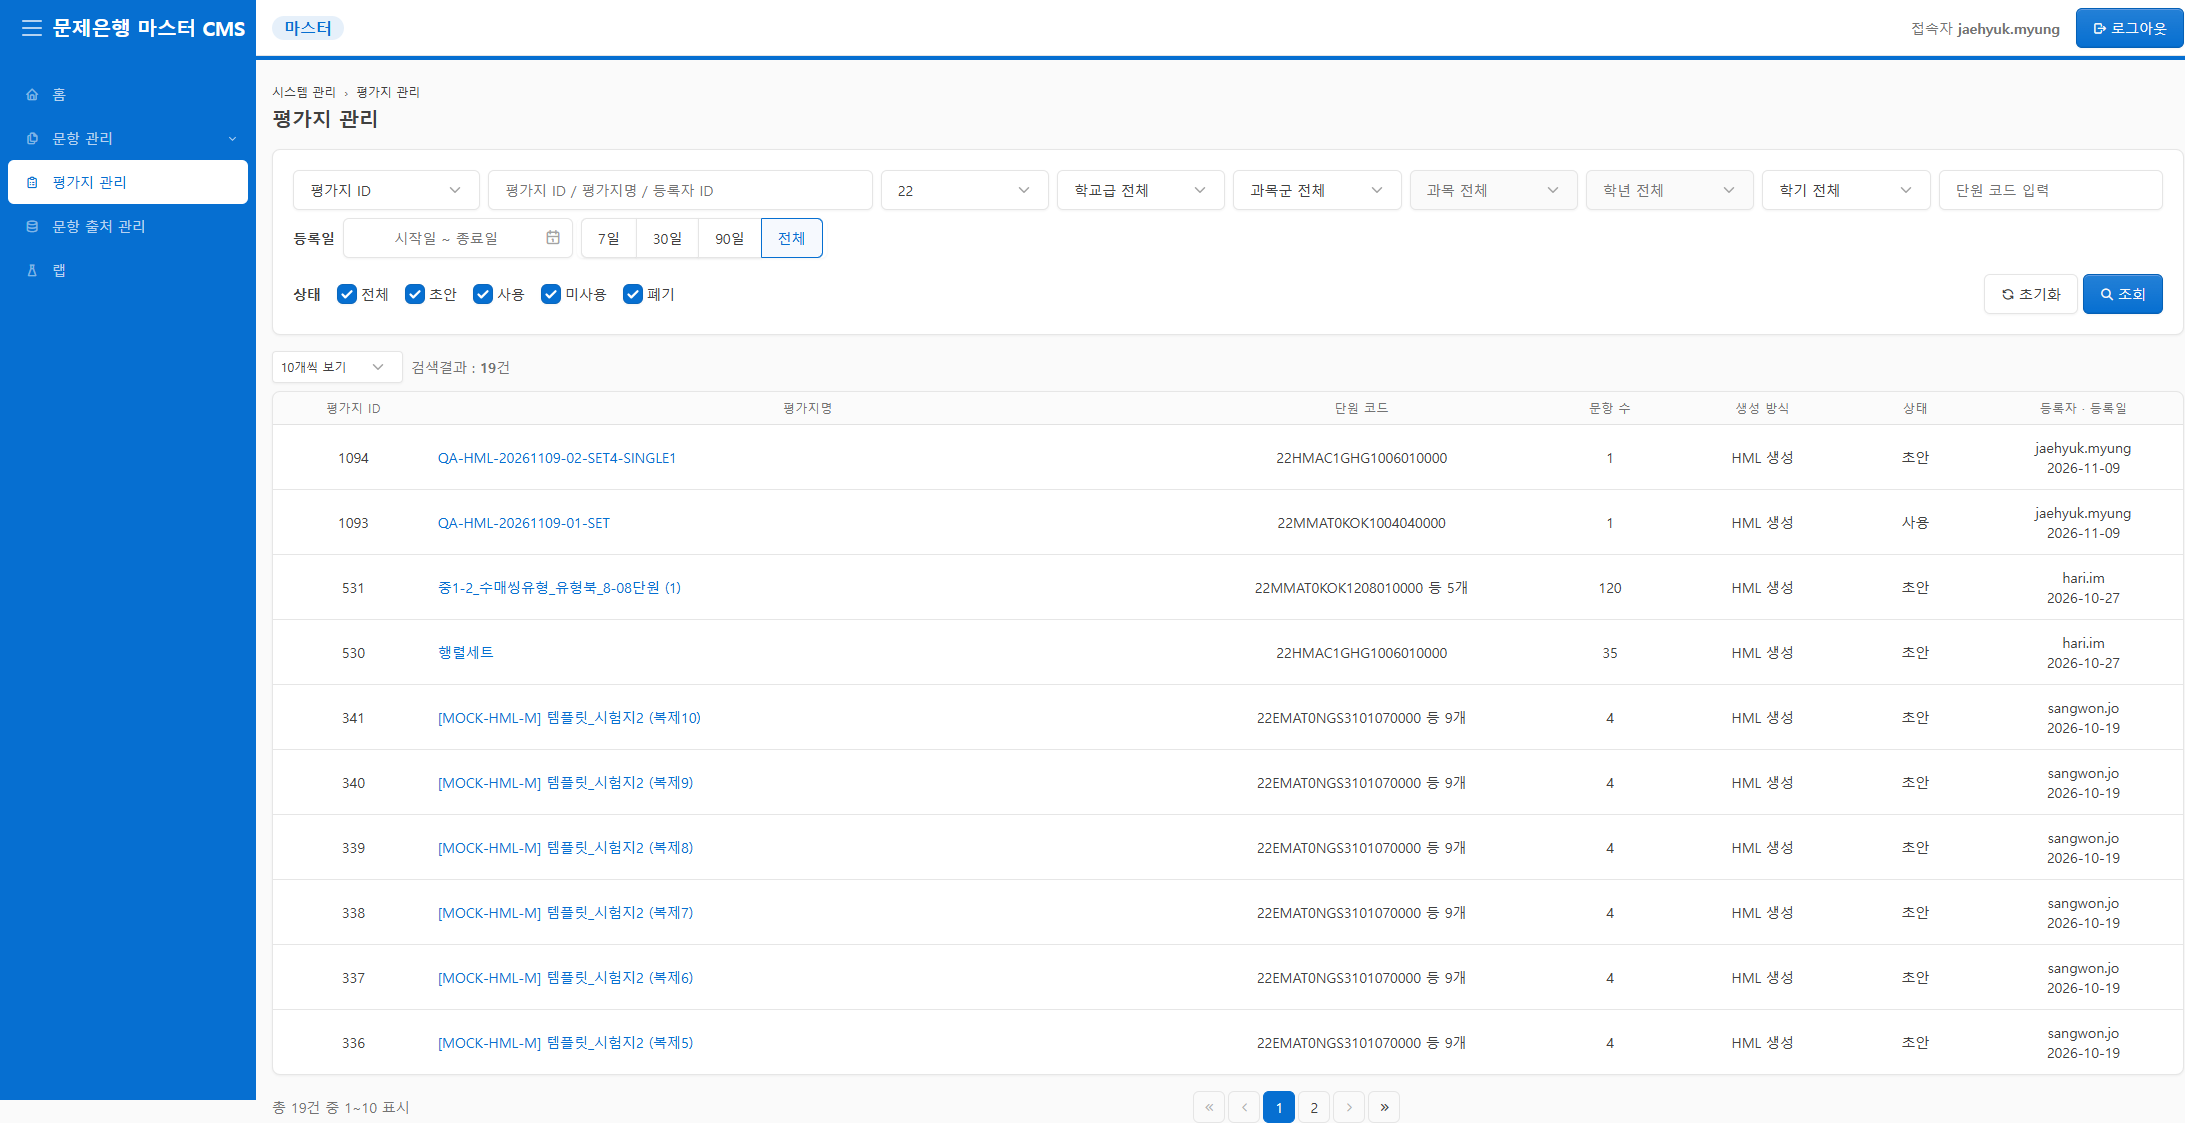 문제은행 마스터 CMS
마스터
접속자 jaehyuk.myung
로그아웃
홈
문항 관리
평가지 관리
문항 출처 관리
랩
시스템 관리 › 평가지 관리
평가지 관리
평가지 ID
평가지 ID / 평가지명 / 등록자 ID
22
학교급 전체
과목군 전체
과목 전체
학년 전체
학기 전체
단원 코드 입력
등록일 시작일 ~ 종료일 7일 30일 90일 전체
상태 전체 초안 사용 미사용 폐기
초기화 조회
10개씩 보기 검색결과 : 19건
평가지 ID 평가지명 단원 코드 문항 수 생성 방식 상태 등록자 · 등록일
1094 QA-HML-20261109-02-SET4-SINGLE1 22HMAC1GHG1006010000 1 HML 생성 초안 jaehyuk.myung
2026-11-09
1093 QA-HML-20261109-01-SET 22MMAT0KOK1004040000 1 HML 생성 사용 jaehyuk.myung
2026-11-09
531 중1-2_수매씽유형_유형북_8-08단원 (1) 22MMAT0KOK1208010000 등 5개 120 HML 생성 초안 hari.im
2026-10-27
530 행렬세트 22HMAC1GHG1006010000 35 HML 생성 초안 hari.im
2026-10-27
341 [MOCK-HML-M] 템플릿_시험지2 (복제10) 22EMAT0NGS3101070000 등 9개 4 HML 생성 초안 sangwon.jo
2026-10-19
340 [MOCK-HML-M] 템플릿_시험지2 (복제9) 22EMAT0NGS3101070000 등 9개 4 HML 생성 초안 sangwon.jo
2026-10-19
339 [MOCK-HML-M] 템플릿_시험지2 (복제8) 22EMAT0NGS3101070000 등 9개 4 HML 생성 초안 sangwon.jo
2026-10-19
338 [MOCK-HML-M] 템플릿_시험지2 (복제7) 22EMAT0NGS3101070000 등 9개 4 HML 생성 초안 sangwon.jo
2026-10-19
337 [MOCK-HML-M] 템플릿_시험지2 (복제6) 22EMAT0NGS3101070000 등 9개 4 HML 생성 초안 sangwon.jo
2026-10-19
336 [MOCK-HML-M] 템플릿_시험지2 (복제5) 22EMAT0NGS3101070000 등 9개 4 HML 생성 초안 sangwon.jo
2026-10-19
총 19건 중 1~10 표시 « ‹ 1 2 › »